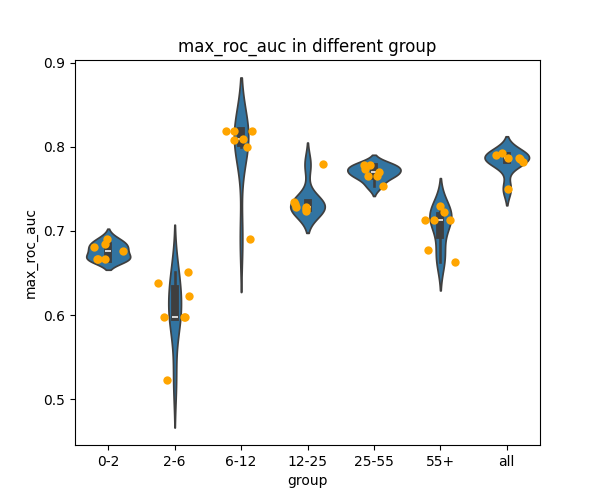 max_roc_auc in different group
max_roc_auc
0.9
0.8
0.7
0.6
0.5
0-2 2-6 6-12 12-25 25-55 55+ all
group